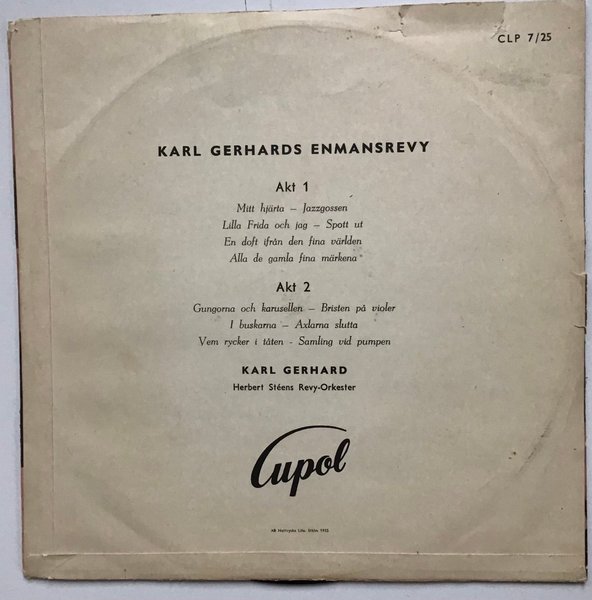 CLP 7/25
KARL GERHARDS ENMANSREVY
Akt 1
Mitt hjärta – Jazzgossen
Lilla Frida och jag – Spott ut
En doft ifrån den fina världen
Alla de gamla fina märkena
Akt 2
Gungorna och karusellen – Bristen på violer
I buskarna – Axlarna slutta
Vem rycker i tåten - Samling vid pumpen
KARL GERHARD
Herbert Stéens Revy-Orkester
Cupol